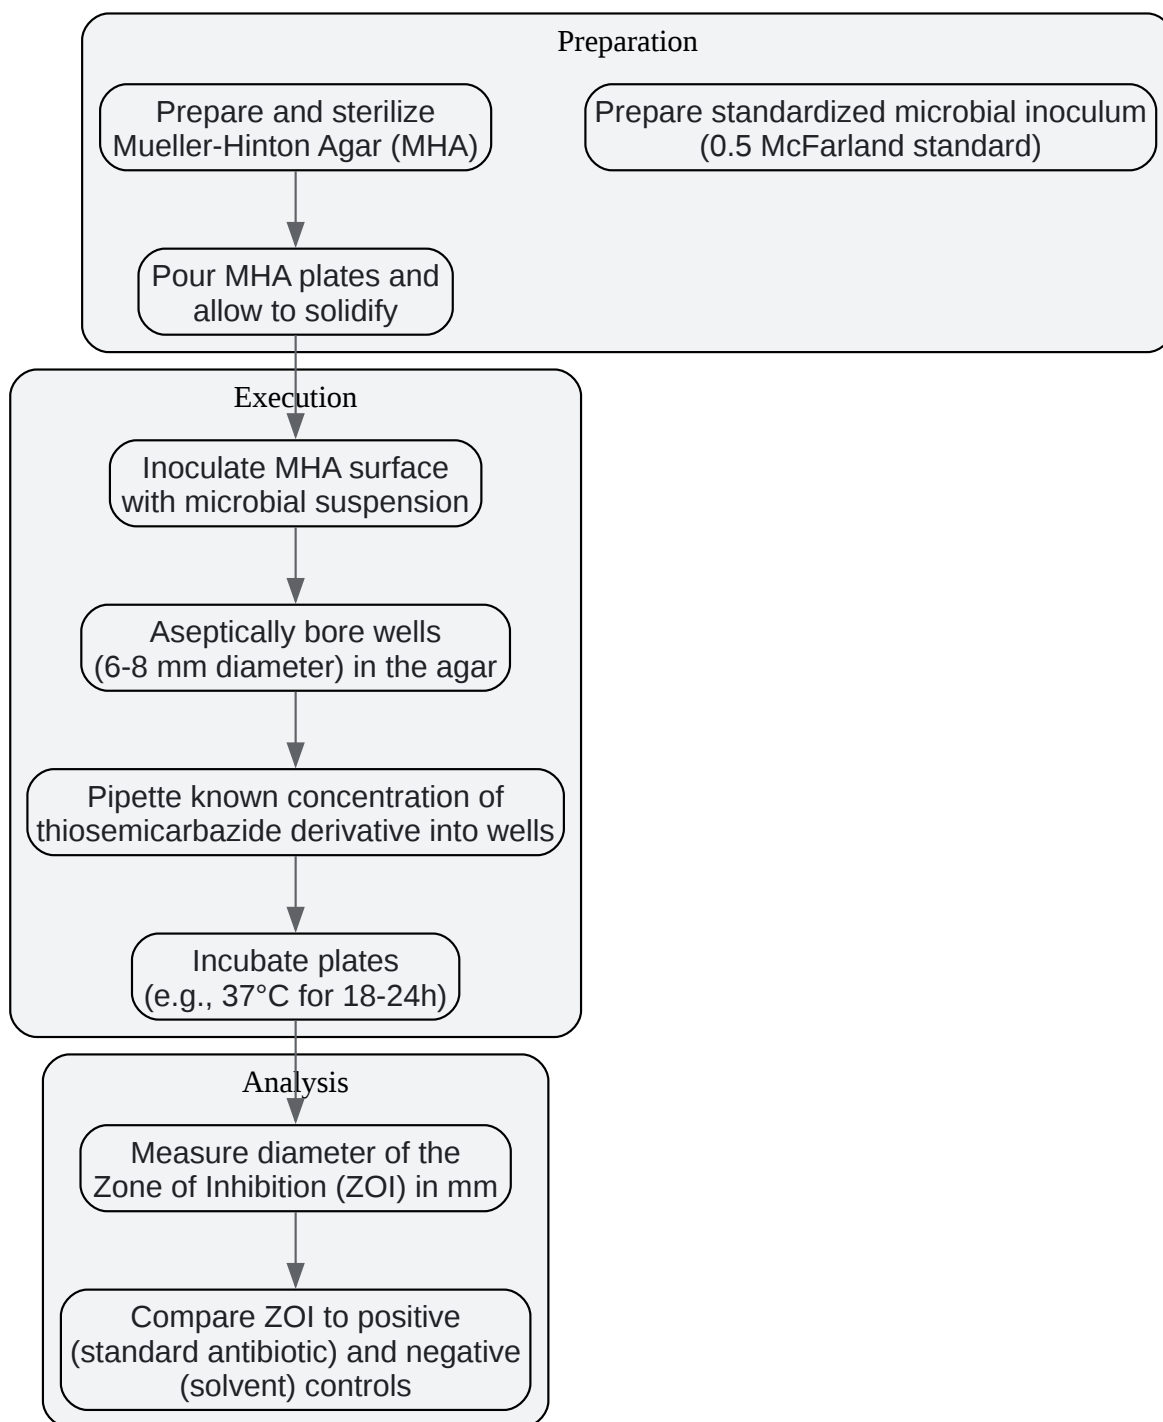 Preparation
Prepare and sterilize
Mueller-Hinton Agar (MHA)
Prepare standardized microbial inoculum
(0.5 McFarland standard)
Pour MHA plates and
allow to solidify
Execution
Inoculate MHA surface
with microbial suspension
Aseptically bore wells
(6-8 mm diameter) in the agar
Pipette known concentration of
thiosemicarbazide derivative into wells
Incubate plates
(e.g., 37°C for 18-24h)
Analysis
Measure diameter of the
Zone of Inhibition (ZOI) in mm
Compare ZOI to positive
(standard antibiotic) and negative
(solvent) controls